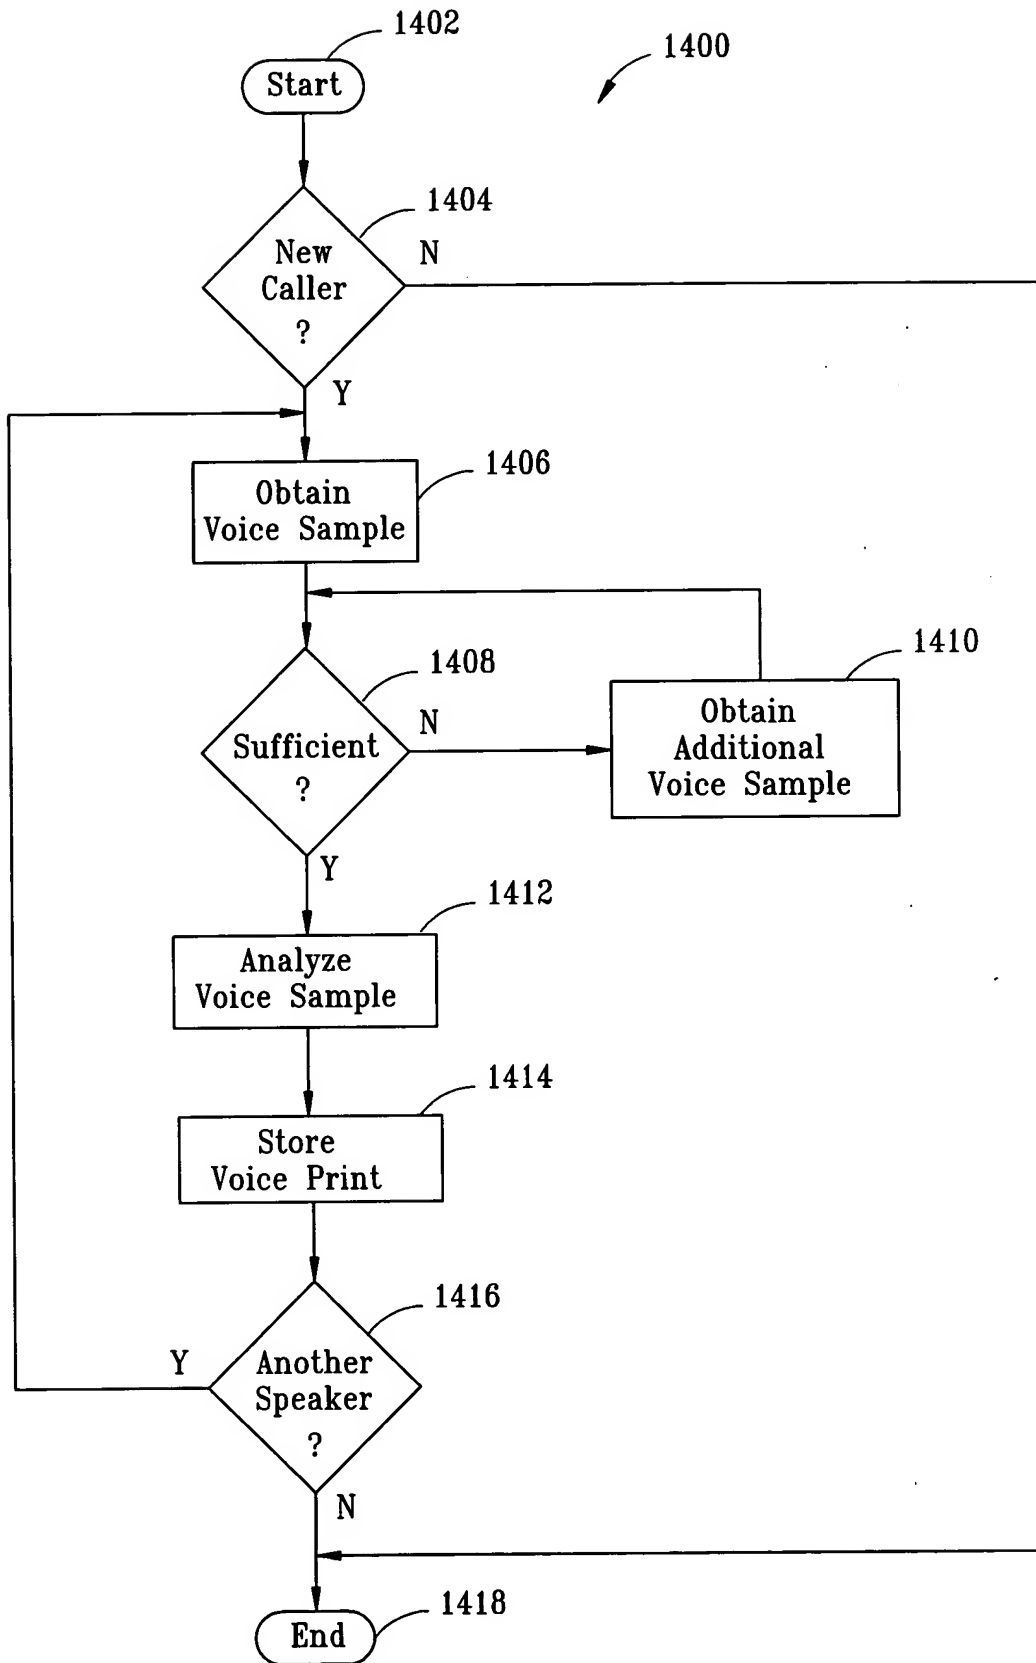 1402
1400
Start
1404
New
Caller
?
N
Y
1406
Obtain
Voice Sample
1408
Sufficient
?
N
1410
Obtain
Additional
Voice Sample
Y
1412
Analyze
Voice Sample
1414
Store
Voice Print
1416
Another
Speaker
?
Y
N
1418
End